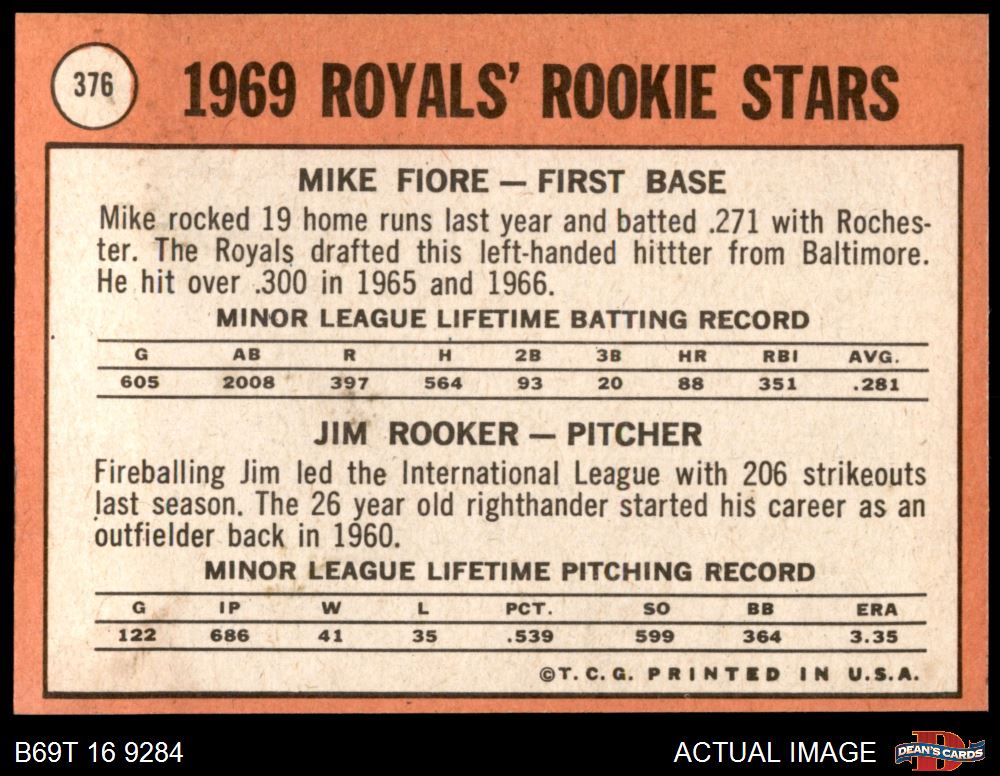 376
1969 ROYALS' ROOKIE STARS
MIKE FIORE — FIRST BASE
Mike rocked 19 home runs last year and batted .271 with Roches-
ter. The Royals drafted this left-handed hittter from Baltimore.
He hit over .300 in 1965 and 1966.
MINOR LEAGUE LIFETIME BATTING RECORD
G AB R H 2B 3B HR RBI AVG.
605 2008 397 564 93 20 88 351 .281
JIM ROOKER — PITCHER
Fireballing Jim led the International League with 206 strikeouts
last season. The 26 year old righthander started his career as an
outfielder back in 1960.
MINOR LEAGUE LIFETIME PITCHING RECORD
G IP W L PCT. SO BB ERA
122 686 41 35 .539 599 364 3.35
©T.C.G. PRINTED IN U.S.A.
B69T 16 9284
ACTUAL IMAGE
D
DEAN'S CARDS